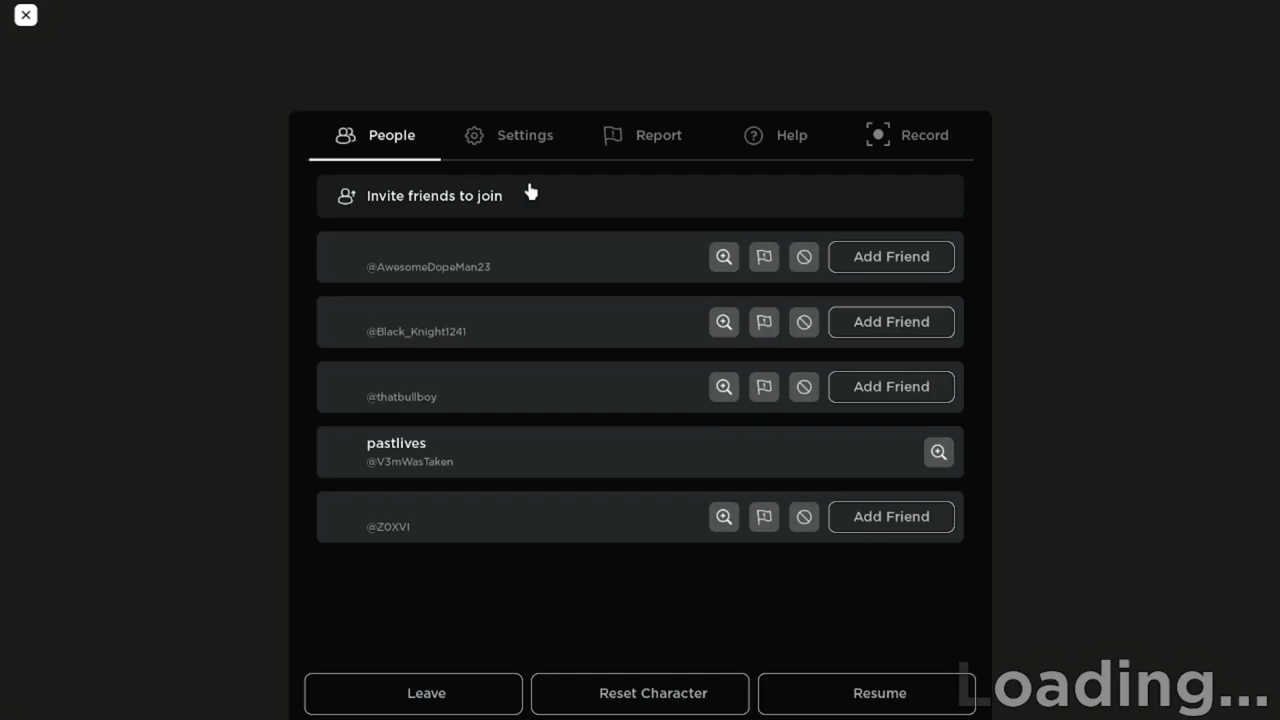 People
Settings
Report
Help
Record
Invite friends to join
@AwesomeDopeMan23
Add Friend
@Black_Knight1241
Add Friend
@thatbullboy
Add Friend
pastlives
@V3mWasTaken
@Z0XVI
Add Friend
Leave
Reset Character
Resume
Loading...